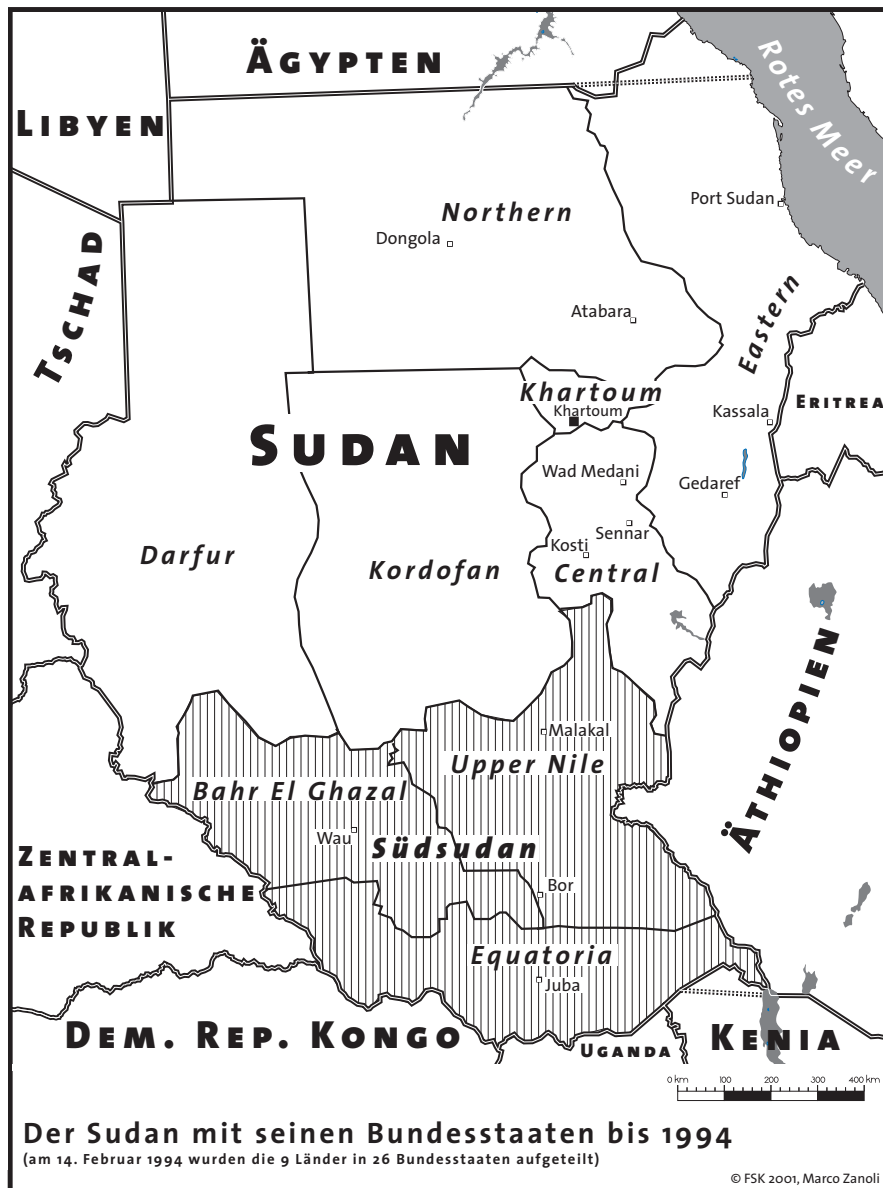 ÄGYPTEN
LIBYEN
Rotes Meer
TSCHAD
Northern
Port Sudan
Dongola
Atabara
Eastern
Khartoum
Khartoum
Kassala
ERITREA
SUDAN
Wad Medani
Gedaref
Sennar
Kosti
Darfur
Kordofan
Central
ÄTHIOPIEN
Malakal
Upper Nile
Bahr El Ghazal
Wau
Südsudan
ZENTRAL-
AFRIKANISCHE
REPUBLIK
Bor
Equatoria
Juba
DEM. REP. KONGO
UGANDA
KENIA
0 km 100 200 300 400 km
Der Sudan mit seinen Bundesstaaten bis 1994
(am 14. Februar 1994 wurden die 9 Länder in 26 Bundesstaaten aufgeteilt)
© FSK 2001, Marco Zanoli